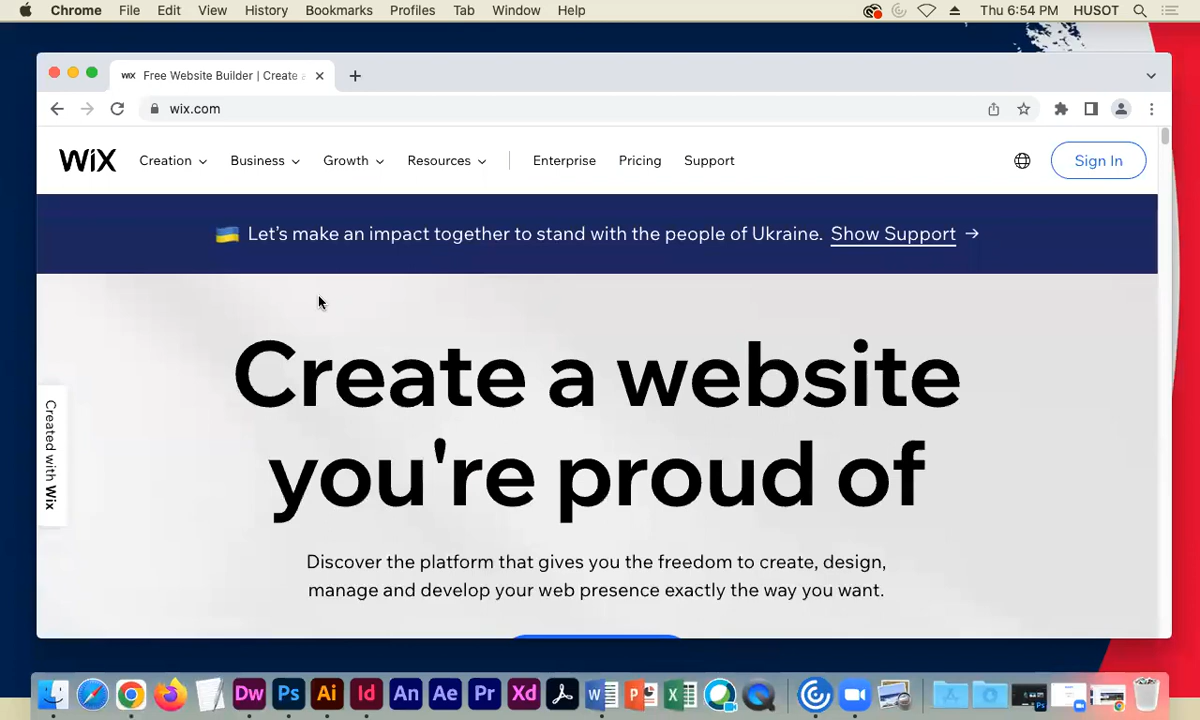 Chrome File Edit View History Bookmarks Profiles Tab Window Help Thu 6:54 PM HUSOT
WiX Free Website Builder | Create
wix.com
WiX Creation Business Growth Resources Enterprise Pricing Support Sign In
Let's make an impact together to stand with the people of Ukraine. Show Support →
Create a website
you're proud of
Created with Wix
Discover the platform that gives you the freedom to create, design,
manage and develop your web presence exactly the way you want.
Dw Ps Ai Id An Ae Pr Xd W P X